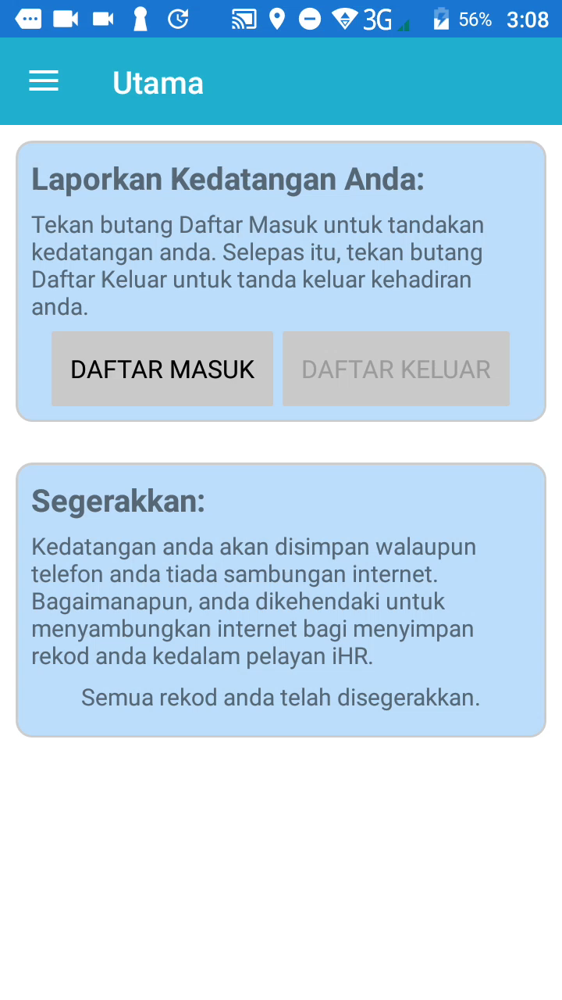 3G 56% 3:08
Utama
Laporkan Kedatangan Anda:
Tekan butang Daftar Masuk untuk tandakan
kedatangan anda. Selepas itu, tekan butang
Daftar Keluar untuk tanda keluar kehadiran
anda.
DAFTAR MASUK DAFTAR KELUAR
Segerakkan:
Kedatangan anda akan disimpan walaupun
telefon anda tiada sambungan internet.
Bagaimanapun, anda dikehendaki untuk
menyambungkan internet bagi menyimpan
rekod anda kedalam pelayan iHR.
Semua rekod anda telah disegerakkan.